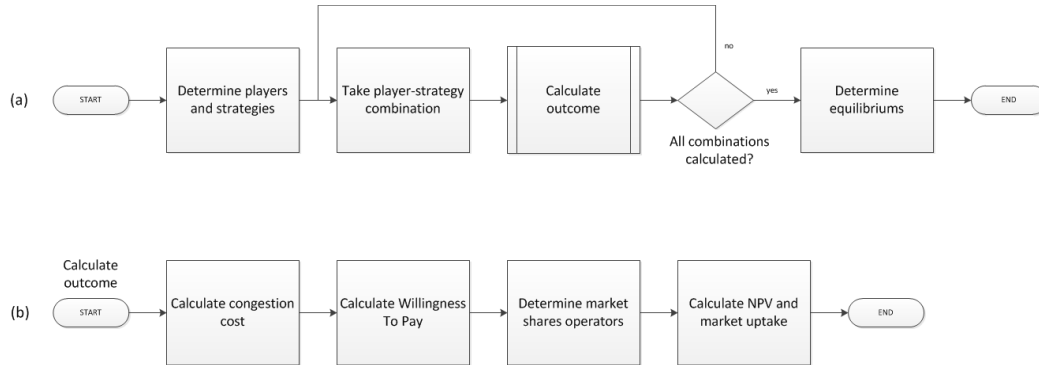 no
(a)
START
Determine players
and strategies
Take player-strategy
combination
Calculate
outcome
yes
Determine
equilibriums
END
All combinations
calculated?
Calculate
outcome
(b)
START
Calculate congestion
cost
Calculate Willingness
To Pay
Determine market
shares operators
Calculate NPV and
market uptake
END